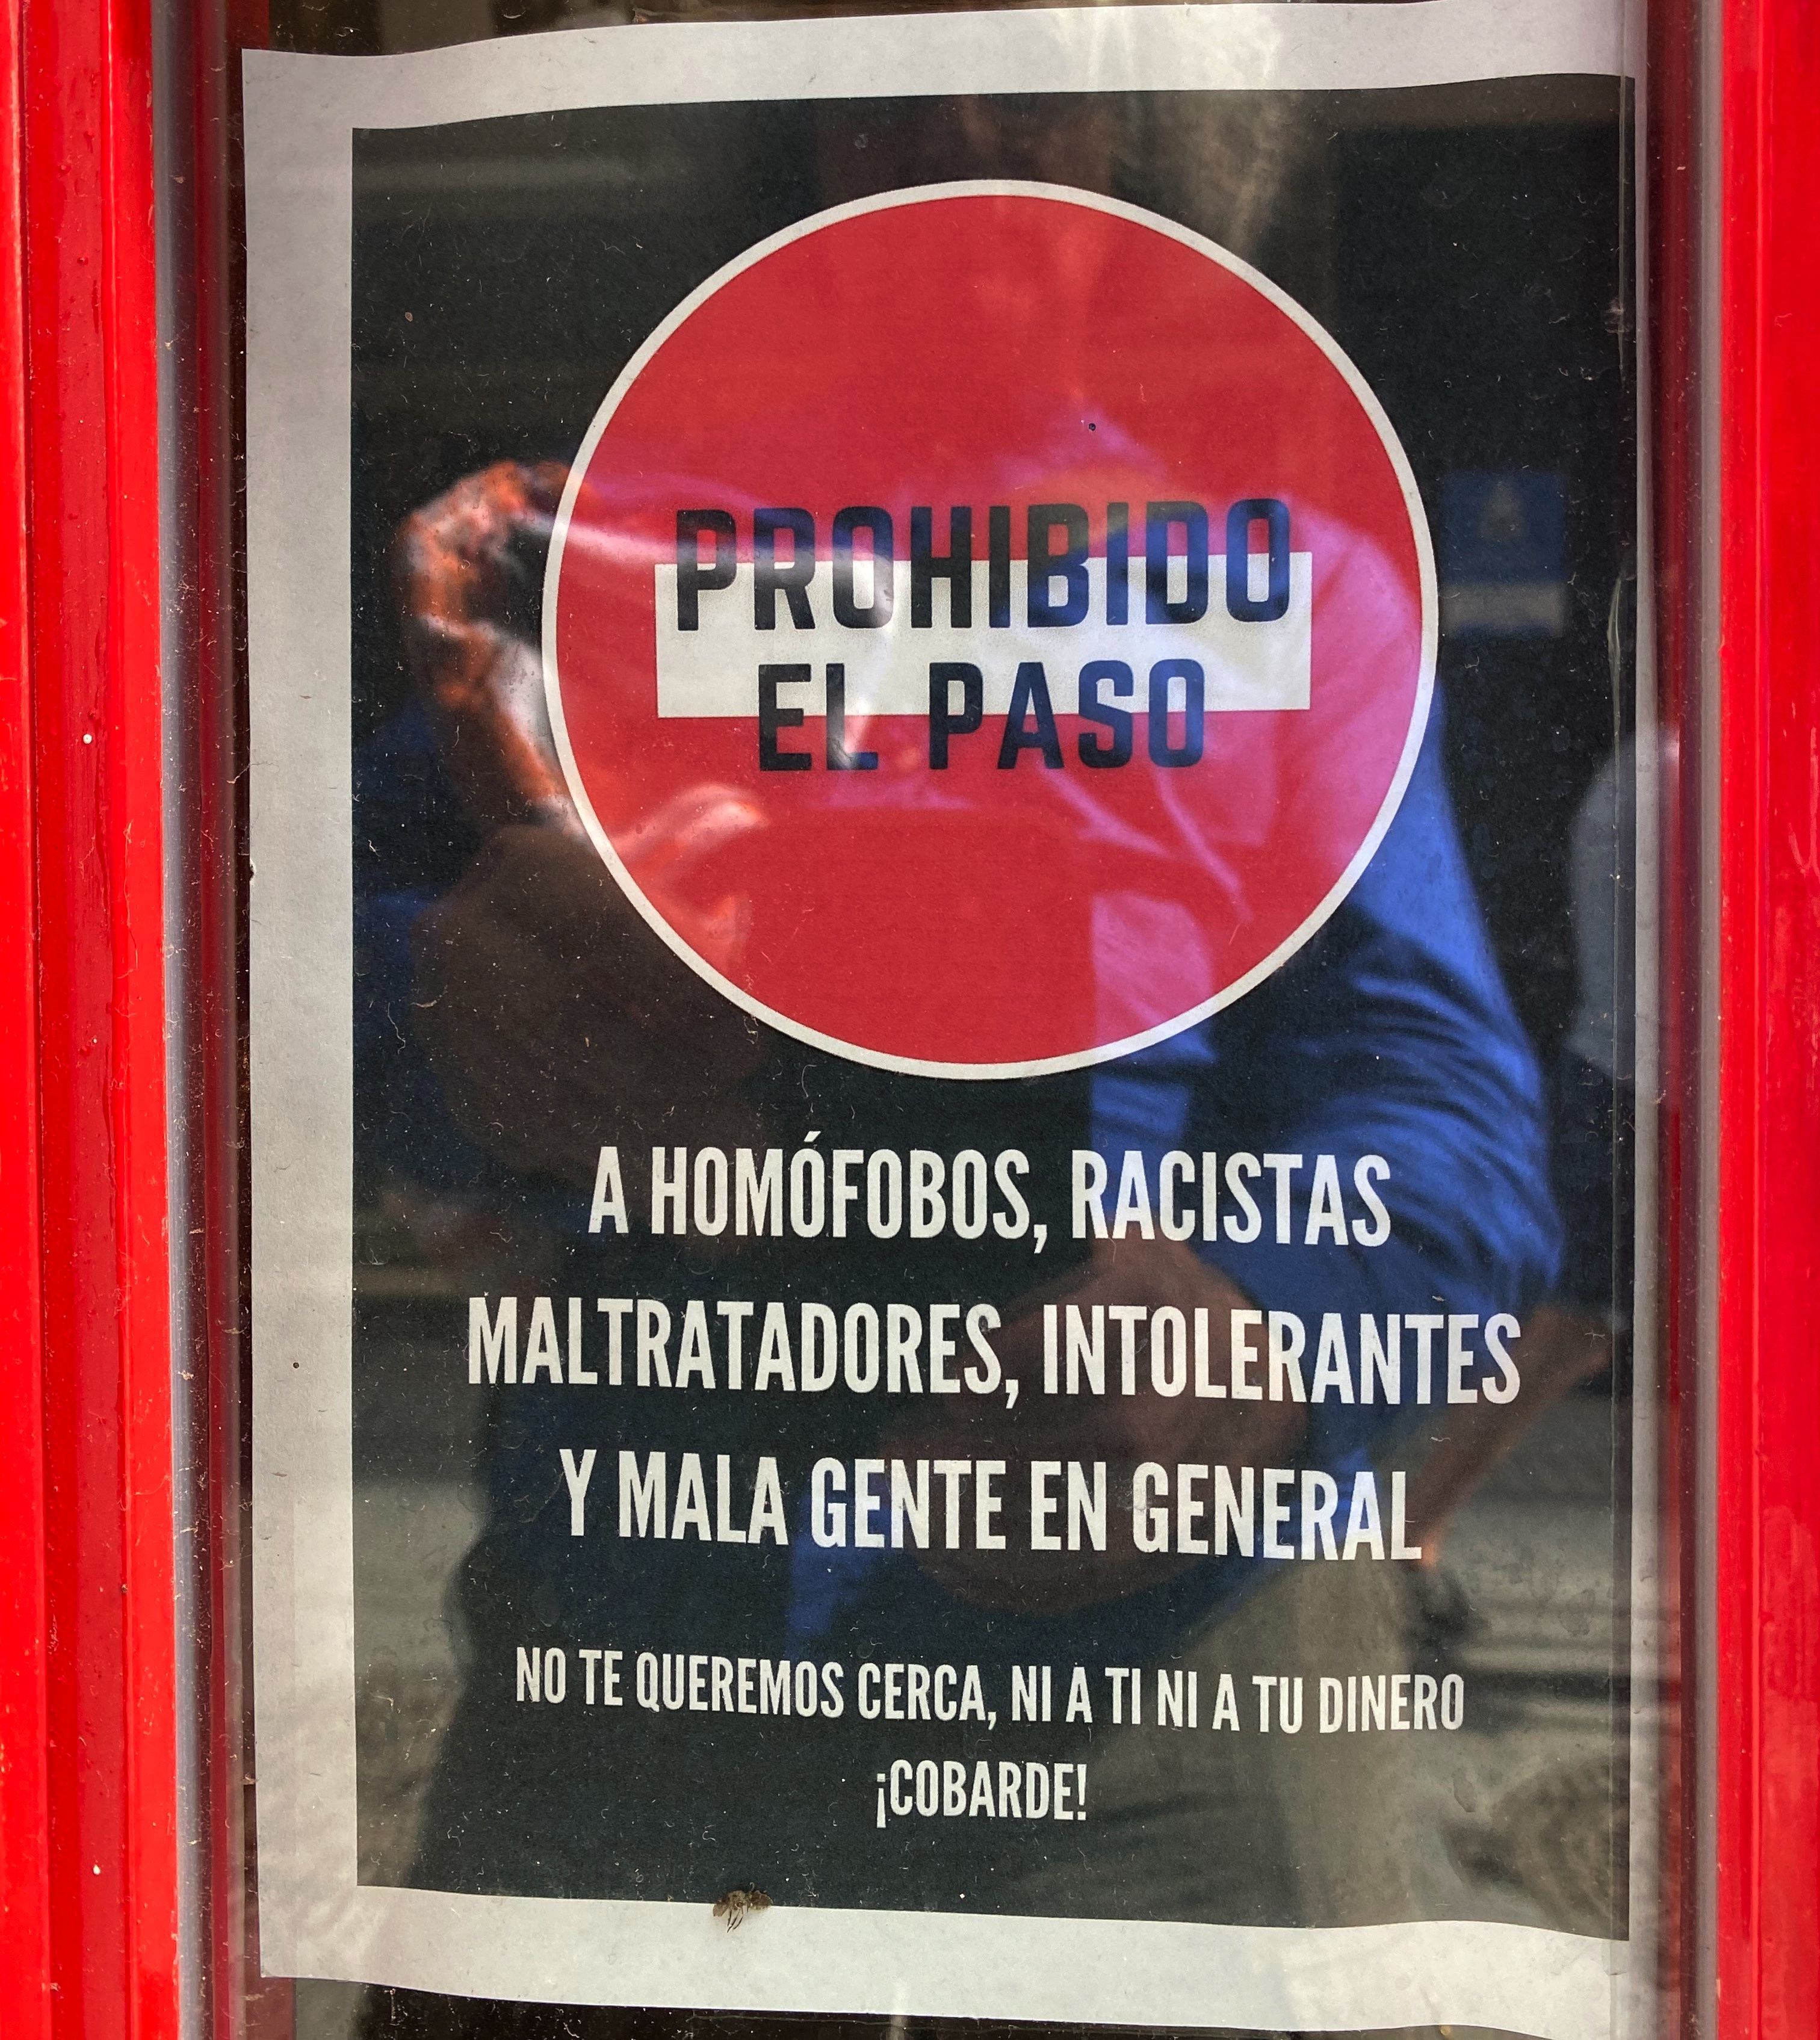 PROHIBIDO
EL PASO
A HOMÓFOBOS, RACISTAS
MALTRATADORES, INTOLERANTES
Y MALA GENTE EN GENERAL
NO TE QUEREMOS CERCA, NI A TI NI A TU DINERO
¡COBARDE!